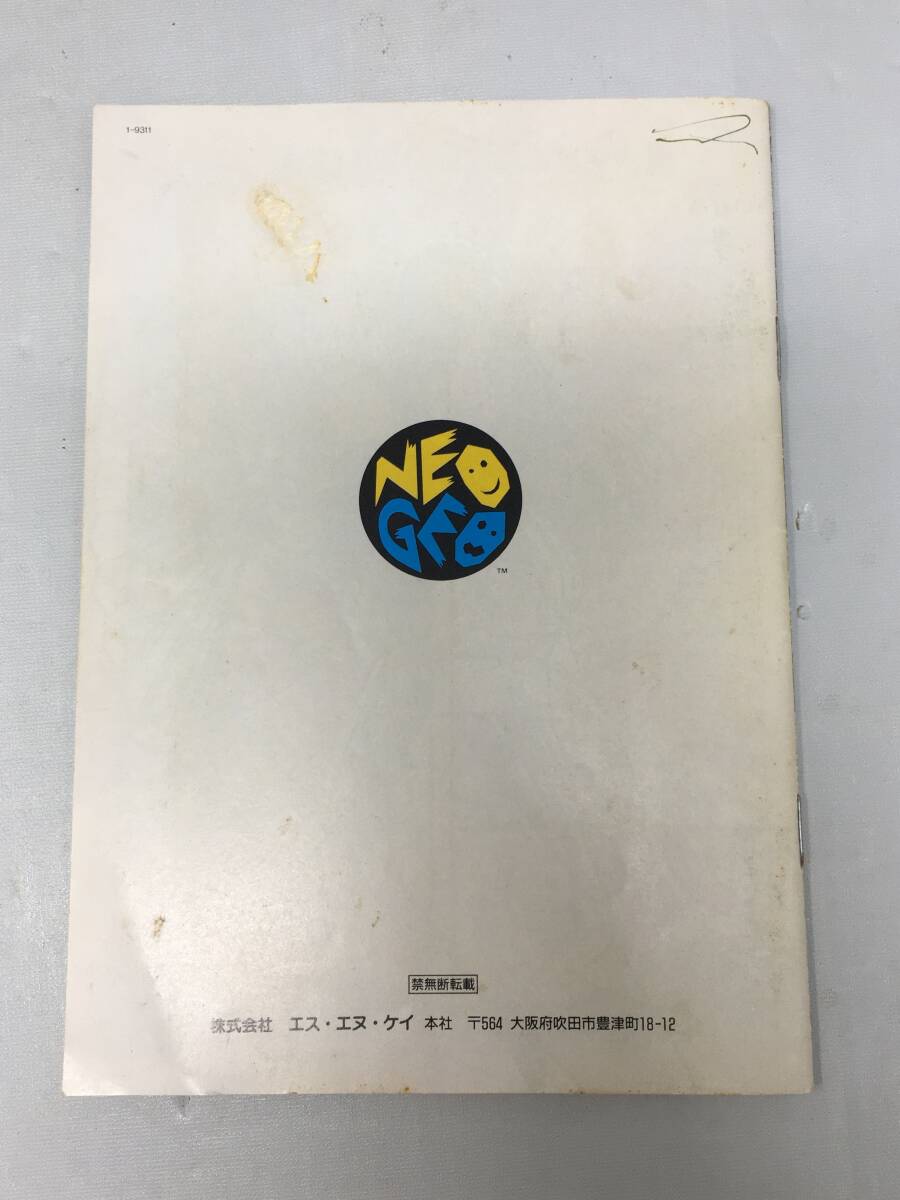 1-9311
NEO
GEO
TM
禁無断転載
株式会社 エス・エヌ・ケイ 本社 〒564 大阪府吹田市豊津町18-12